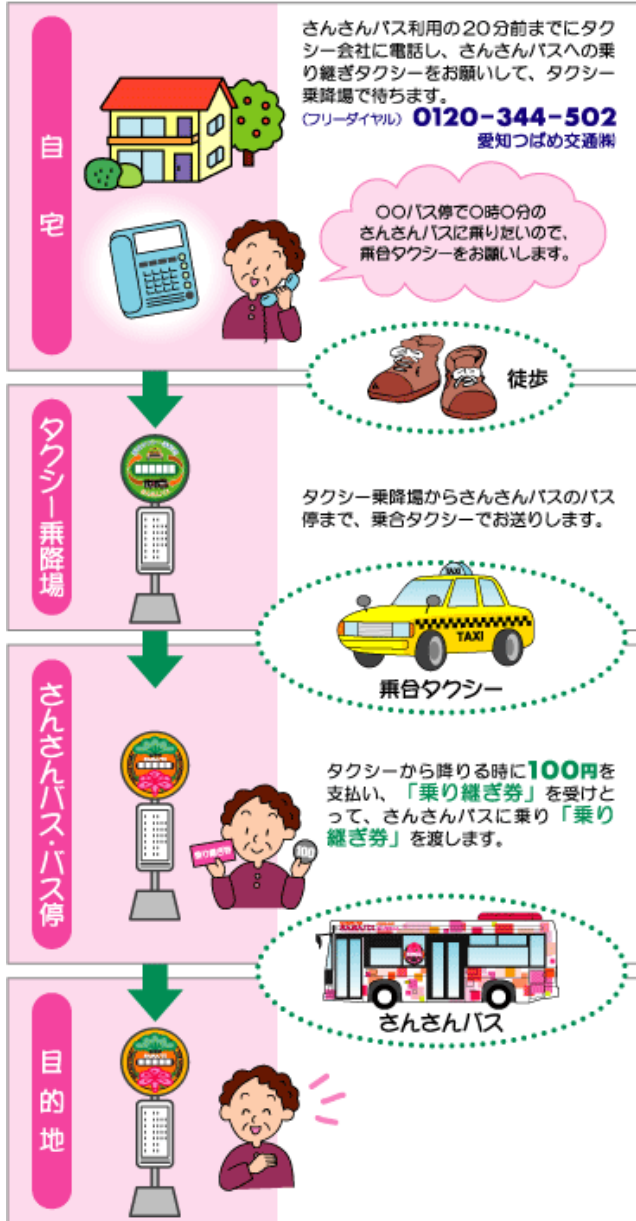 自宅
さんさんバス利用の20分前までにタク
シー会社に電話し、さんさんバスへの乗
り継ぎタクシーをお願いして、タクシー
乗降場で待ちます。
(フリーダイヤル) 0120-344-502
愛知つばめ交通㈱
〇〇バス停で〇時〇分の
さんさんバスに乗りたいので、
乗合タクシーをお願いします。
徒歩
タクシー乗降場
タクシー乗降場からさんさんバスのバス
停まで、乗合タクシーでお送りします。
TAXI
TAXI
乗合タクシー
さんさんバス・バス停
タクシーから降りる時に100円を
支払い、「乗り継ぎ券」を受けと
って、さんさんバスに乗り「乗り
継ぎ券」を渡します。
乗り継ぎ券
100
さんさんバス
目的地